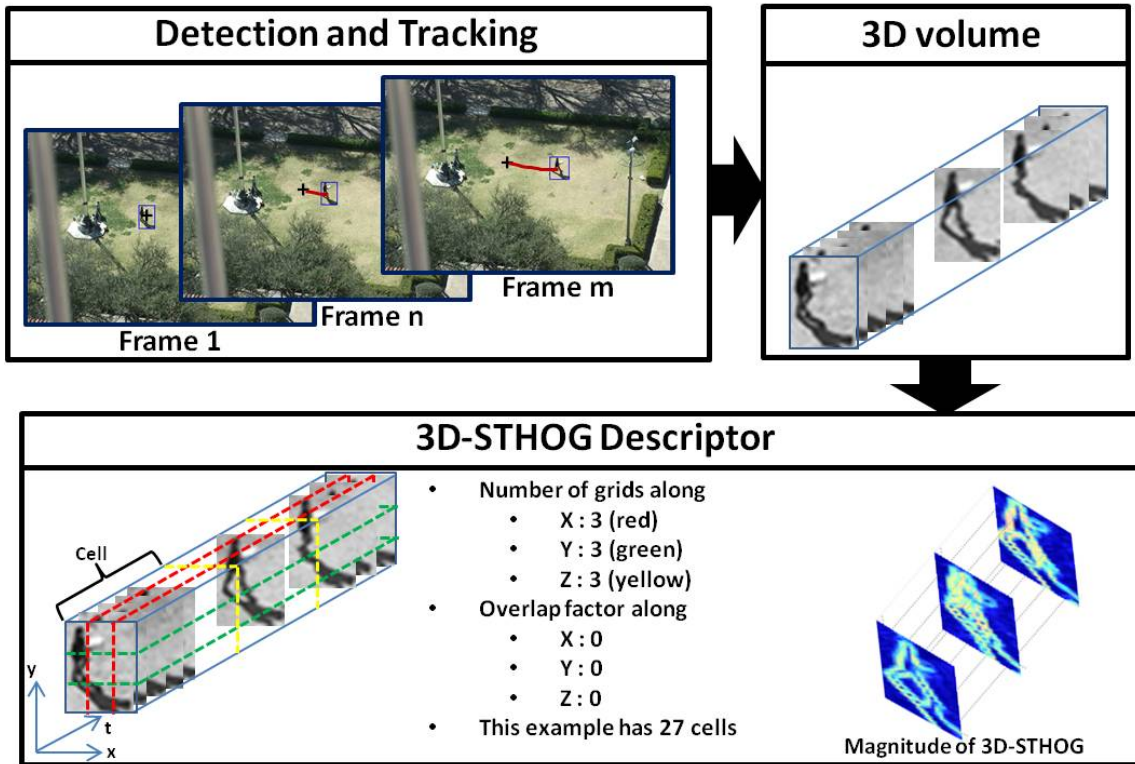 Detection and Tracking
Frame 1
Frame n
Frame m
3D volume
3D-STHOG Descriptor
Cell
y
t
x
• Number of grids along
• X : 3 (red)
• Y : 3 (green)
• Z : 3 (yellow)
• Overlap factor along
• X : 0
• Y : 0
• Z : 0
• This example has 27 cells
Magnitude of 3D-STHOG